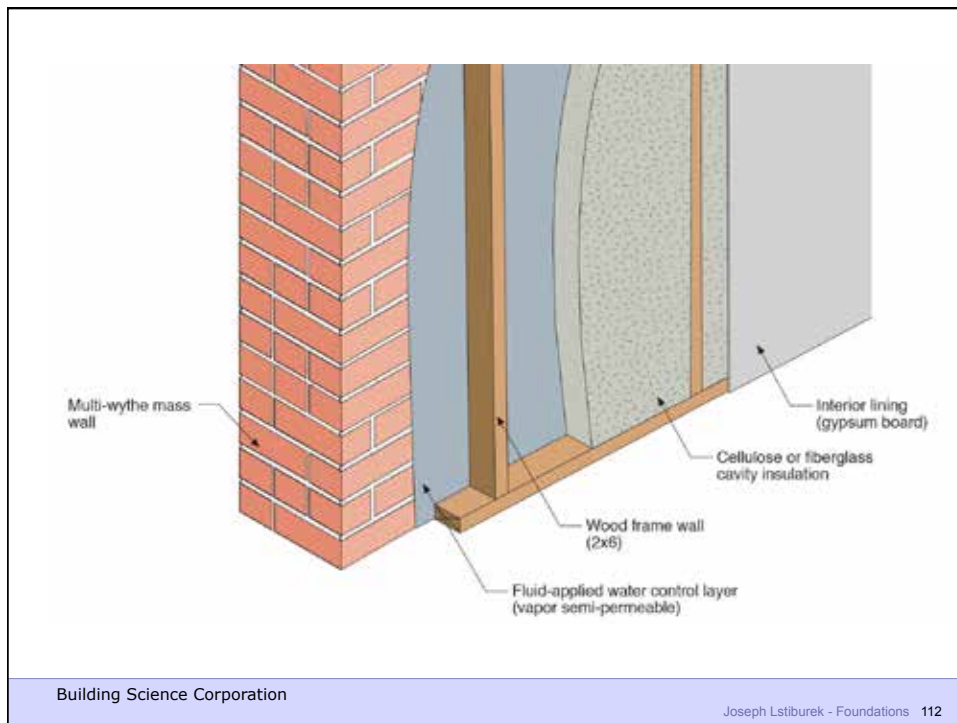 Multi-wythe mass
wall
Interior lining
(gypsum board)
Cellulose or fiberglass
cavity insulation
Wood frame wall
(2x6)
Fluid-applied water control layer
(vapor semi-permeable)
Building Science Corporation
Joseph Lstiburek - Foundations 112